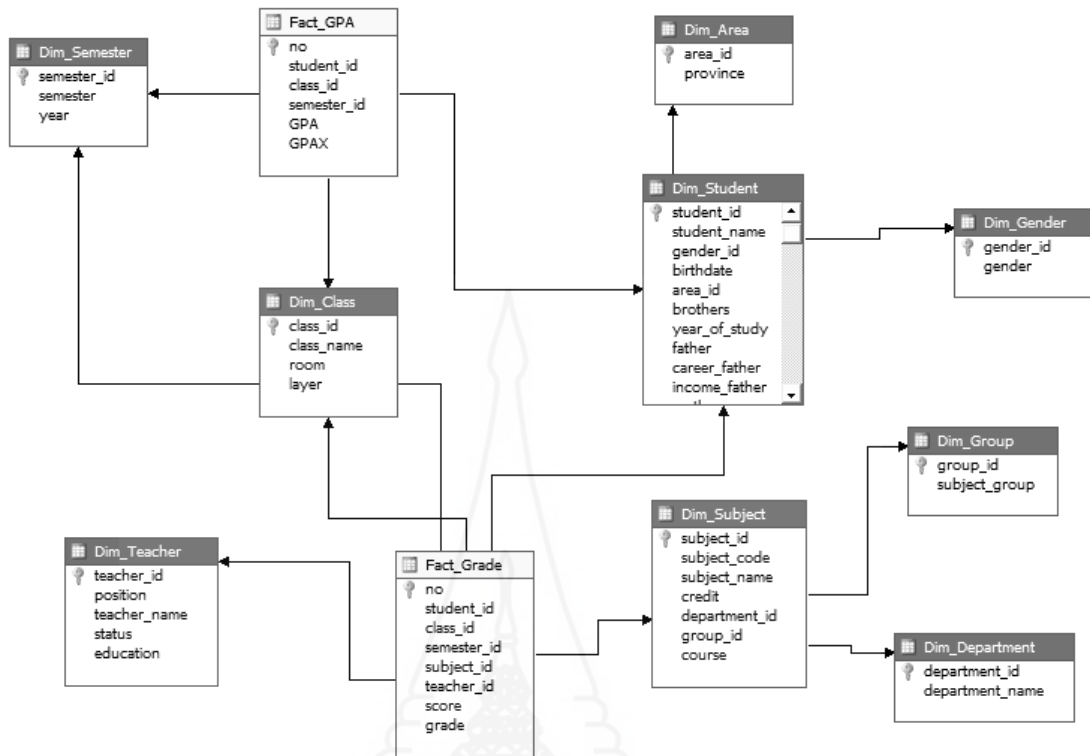 Fact_GPA
no
student_id
class_id
semester_id
GPA
GPAX
Dim_Semester
semester_id
semester
year
Dim_Area
area_id
province
Dim_Student
student_id
student_name
gender_id
birthdate
area_id
brothers
year_of_study
father
career_father
income_father
Dim_Gender
gender_id
gender
Dim_Class
class_id
class_name
room
layer
Dim_Group
group_id
subject_group
Dim_Subject
subject_id
subject_code
subject_name
credit
department_id
group_id
course
Dim_Teacher
teacher_id
position
teacher_name
status
education
Fact_Grade
no
student_id
class_id
semester_id
subject_id
teacher_id
score
grade
Dim_Department
department_id
department_name